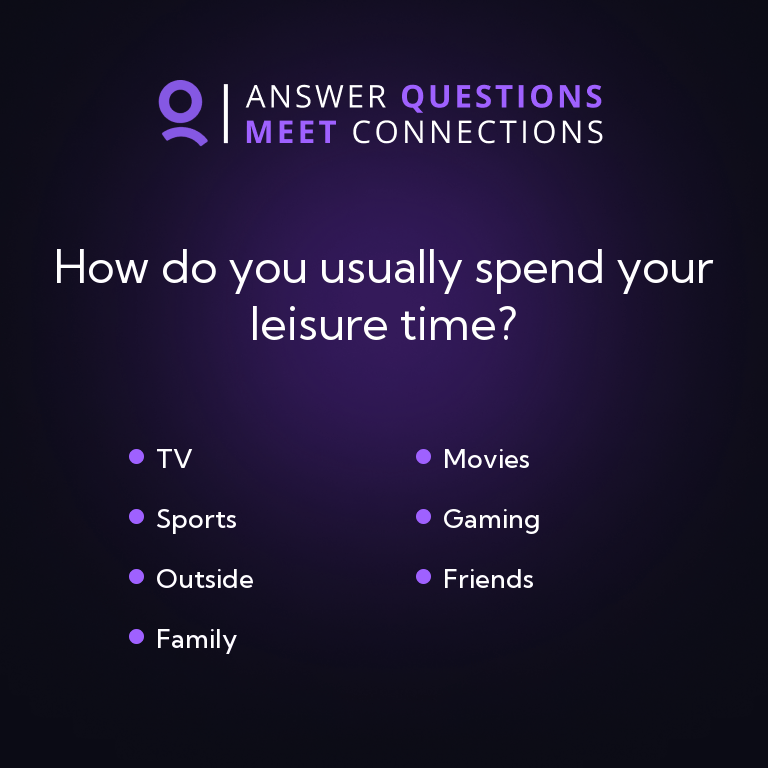 ANSWER QUESTIONS
MEET CONNECTIONS
How do you usually spend your
leisure time?
TV
Sports
Outside
Family
Movies
Gaming
Friends